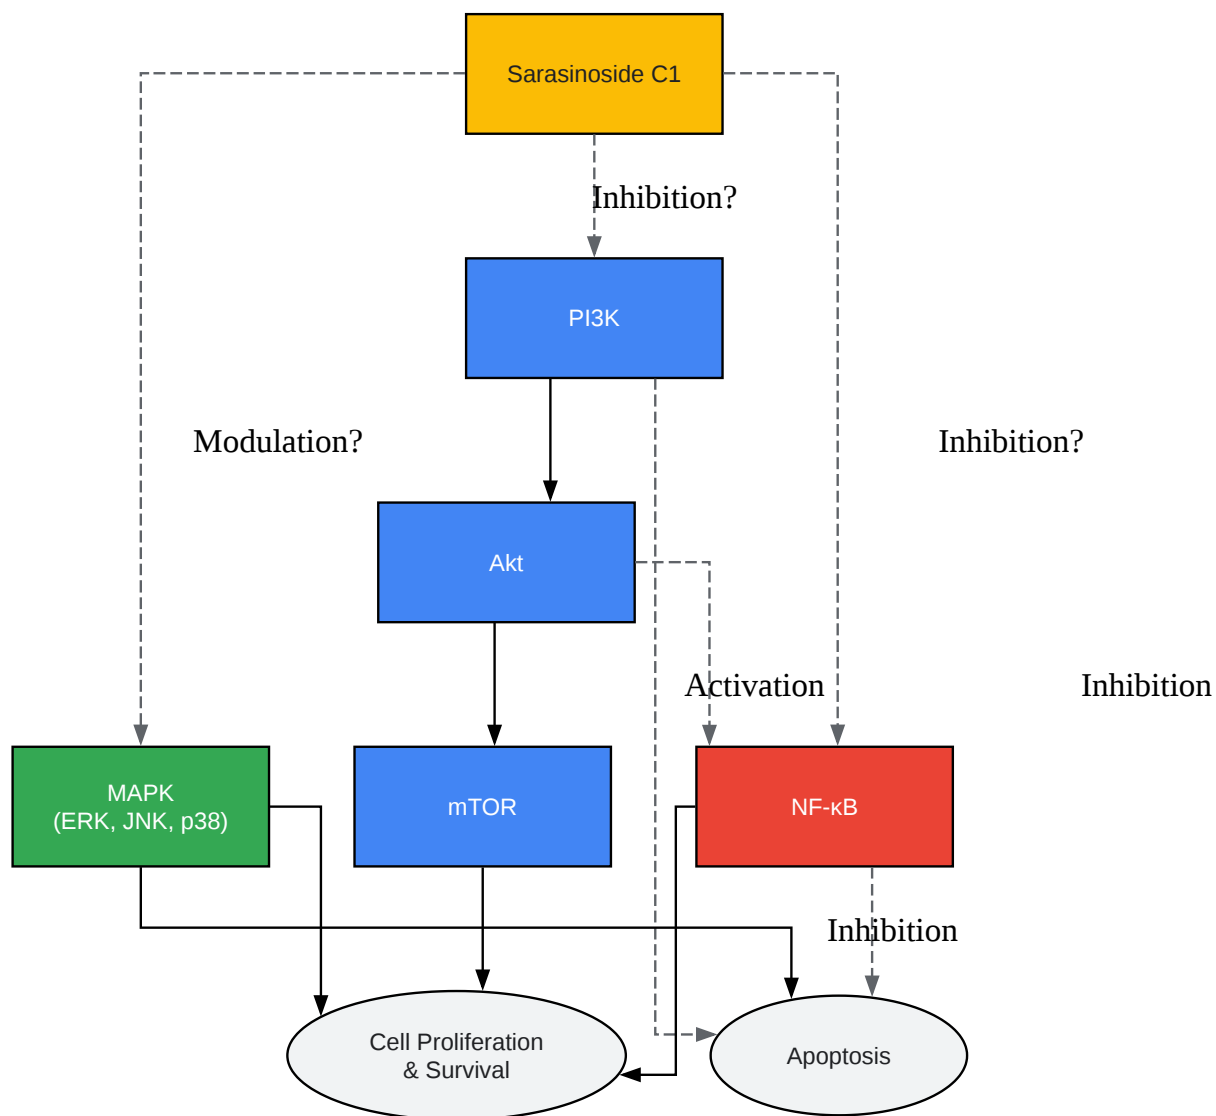 Sarasinoside C1
Inhibition?
PI3K
Modulation?
Inhibition?
Akt
Activation
Inhibition
MAPK
(ERK, JNK, p38)
mTOR
NF-κB
Inhibition
Cell Proliferation
& Survival
Apoptosis